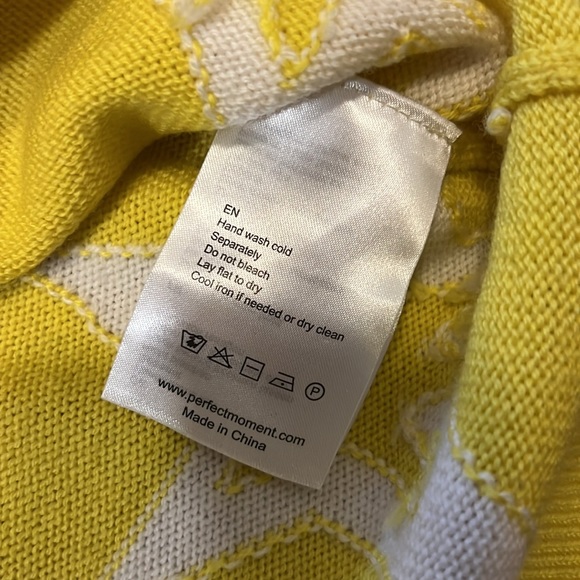 EN
Hand wash cold
Separately
Do not bleach
Lay flat to dry
Cool iron if needed or dry clean
P
www.perfectmoment.com
Made in China